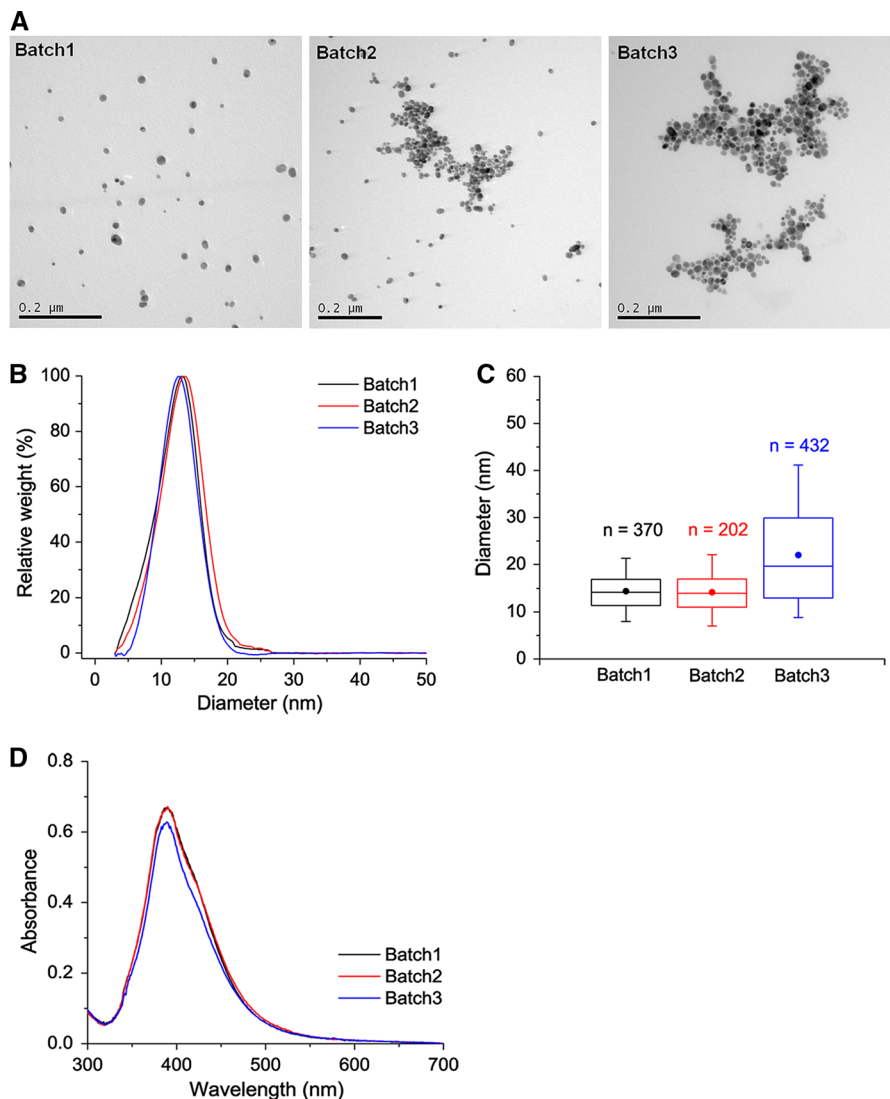 A
Batch1
Batch2
Batch3
0.2 µm
0.2 µm
0.2 µm
B
C
100
80
60
40
20
0
Relative weight (%)
0
10
20
30
40
50
Diameter (nm)
Batch1
Batch2
Batch3
60
50
40
30
20
10
0
Diameter (nm)
n = 370
n = 202
n = 432
Batch1
Batch2
Batch3
D
0.8
0.6
0.4
0.2
0.0
Absorbance
300
400
500
600
700
Wavelength (nm)
Batch1
Batch2
Batch3